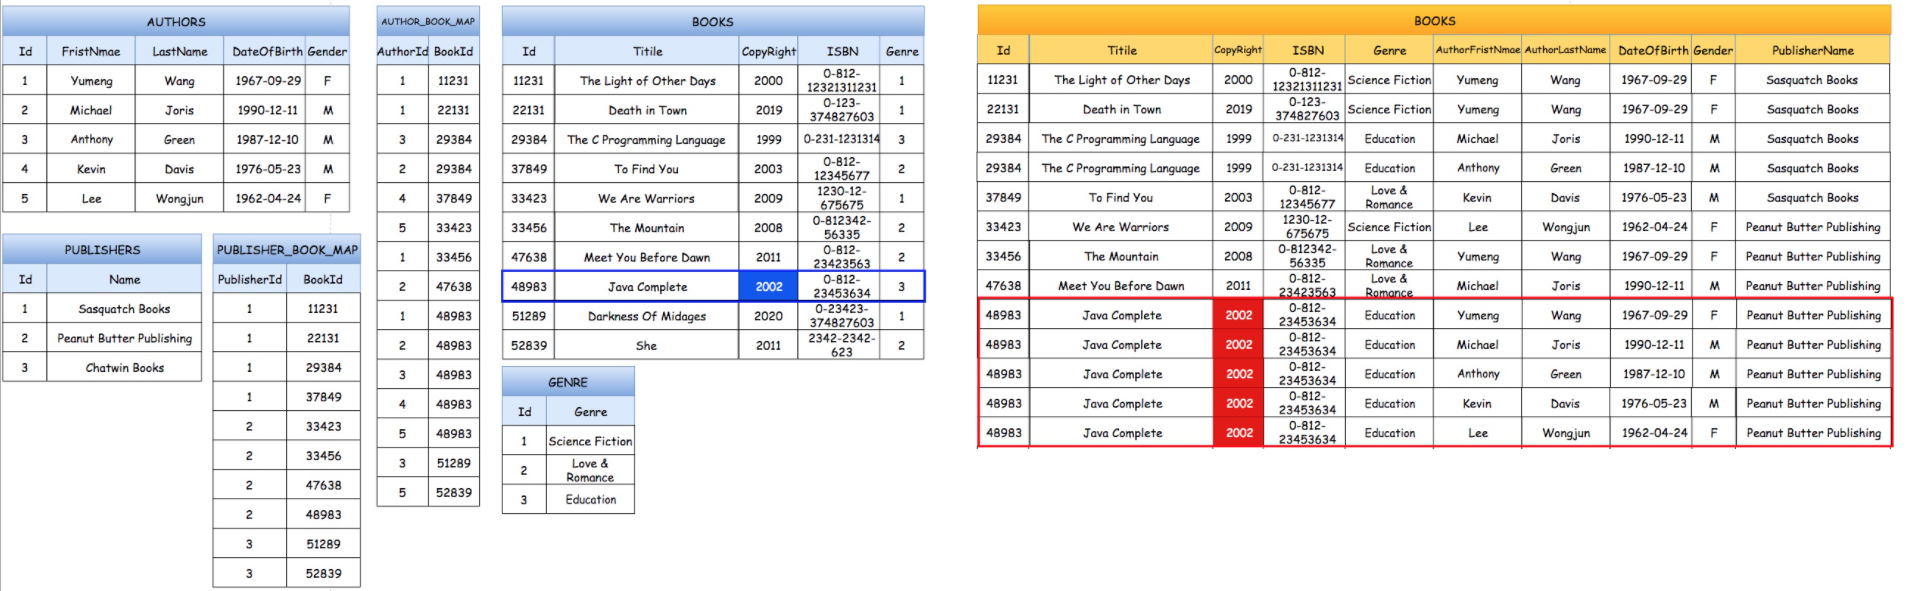 AUTHORS
Id FristNmae LastName DateOfBirth Gender
1 Yumeng Wang 1967-09-29 F
2 Michael Joris 1990-12-11 M
3 Anthony Green 1987-12-10 M
4 Kevin Davis 1976-05-23 M
5 Lee Wongjun 1962-04-24 F
PUBLISHERS
Id Name
1 Sasquatch Books
2 Peanut Butter Publishing
3 Chatwin Books
PUBLISHER_BOOK_MAP
PublisherId BookId
1 11231
1 22131
1 29384
1 37849
2 33423
2 33456
2 47638
2 48983
3 51289
3 52839
AUTHOR_BOOK_MAP
AuthorId BookId
1 11231
1 22131
3 29384
2 29384
4 37849
5 33423
1 33456
2 47638
1 48983
2 48983
3 48983
4 48983
5 48983
3 51289
5 52839
BOOKS
Id Titile CopyRight ISBN Genre
11231 The Light of Other Days 2000 0-812-
12321311231 1
22131 Death in Town 2019 0-123-
374827603 1
29384 The C Programming Language 1999 0-231-1231314 3
37849 To Find You 2003 0-812-
12345677 2
33423 We Are Warriors 2009 1230-12-
675675 1
33456 The Mountain 2008 0-812342-
56335 2
47638 Meet You Before Dawn 2011 0-812-
23423563 2
48983 Java Complete 2002 0-812-
23453634 3
51289 Darkness Of Midages 2020 0-23423-
374827603 1
52839 She 2011 2342-2342-
623 2
GENRE
Id Genre
1 Science Fiction
2 Love &
Romance
3 Education
BOOKS
Id Titile CopyRight ISBN Genre AuthorFristNmae AuthorLastName DateOfBirth Gender PublisherName
11231 The Light of Other Days 2000 0-812-
12321311231 Science Fiction Yumeng Wang 1967-09-29 F Sasquatch Books
22131 Death in Town 2019 0-123-
374827603 Science Fiction Yumeng Wang 1967-09-29 F Sasquatch Books
29384 The C Programming Language 1999 0-231-1231314 Education Michael Joris 1990-12-11 M Sasquatch Books
29384 The C Programming Language 1999 0-231-1231314 Education Anthony Green 1987-12-10 M Sasquatch Books
37849 To Find You 2003 0-812-
12345677 Love &
Romance Kevin Davis 1976-05-23 M Sasquatch Books
33423 We Are Warriors 2009 1230-12-
675675 Science Fiction Lee Wongjun 1962-04-24 F Peanut Butter Publishing
33456 The Mountain 2008 0-812342-
56335 Love &
Romance Yumeng Wang 1967-09-29 F Peanut Butter Publishing
47638 Meet You Before Dawn 2011 0-812-
23423563 Love &
Romance Michael Joris 1990-12-11 M Peanut Butter Publishing
48983 Java Complete 2002 0-812-
23453634 Education Yumeng Wang 1967-09-29 F Peanut Butter Publishing
48983 Java Complete 2002 0-812-
23453634 Education Michael Joris 1990-12-11 M Peanut Butter Publishing
48983 Java Complete 2002 0-812-
23453634 Education Anthony Green 1987-12-10 M Peanut Butter Publishing
48983 Java Complete 2002 0-812-
23453634 Education Kevin Davis 1976-05-23 M Peanut Butter Publishing
48983 Java Complete 2002 0-812-
23453634 Education Lee Wongjun 1962-04-24 F Peanut Butter Publishing